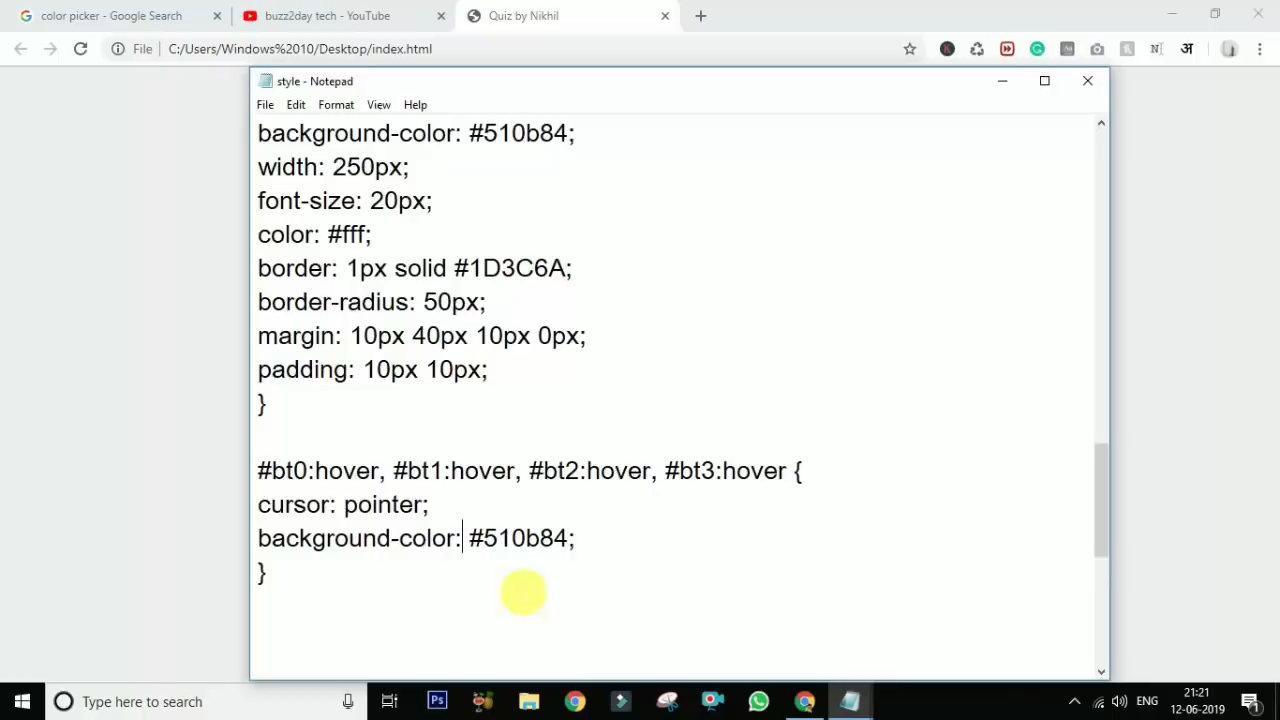 color picker - Google Search
buzz2day tech - YouTube
Quiz by Nikhil
File
C:/Users/Windows%2010/Desktop/index.html
style - Notepad
File Edit Format View Help
background-color: #510b84;
width: 250px;
font-size: 20px;
color: #fff;
border: 1px solid #1D3C6A;
border-radius: 50px;
margin: 10px 40px 10px 0px;
padding: 10px 10px;
}
#bt0:hover, #bt1:hover, #bt2:hover, #bt3:hover {
cursor: pointer;
background-color: #510b84;
}
Type here to search
Ps
ENG
21:21
12-06-2019
अ